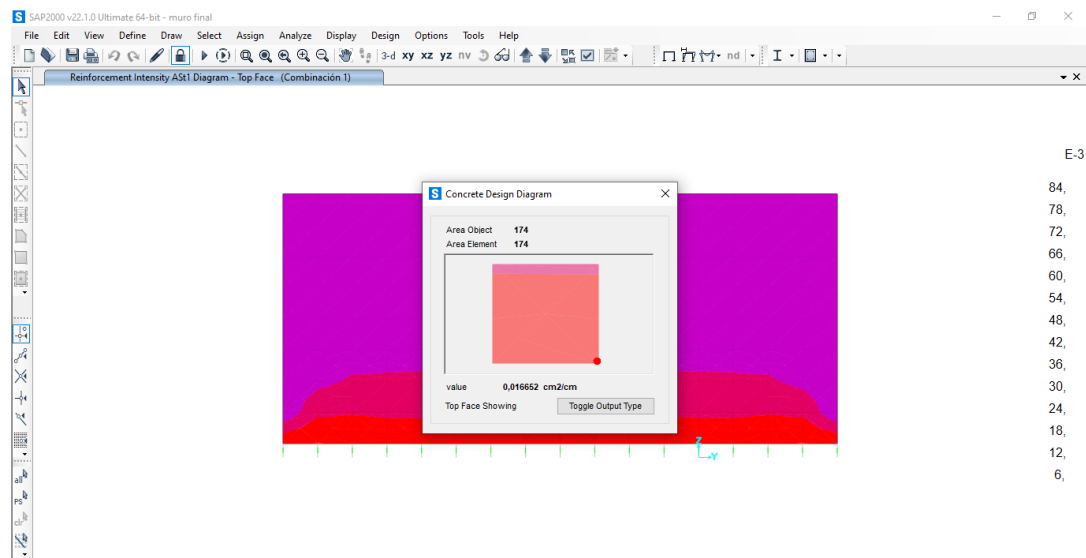 S SAP2000 v22.1.0 Ultimate 64-bit - muro final
File Edit View Define Draw Select Assign Analyze Display Design Options Tools Help
3-d xy xz yz nv nd I
Reinforcement Intensity ASt1 Diagram - Top Face (Combinación 1)
E-3
84,
78,
72,
66,
60,
54,
48,
42,
36,
30,
24,
18,
12,
6,
S Concrete Design Diagram
Area Object 174
Area Element 174
value 0,016652 cm2/cm
Top Face Showing Toggle Output Type
Z
Y
all
PS
clr